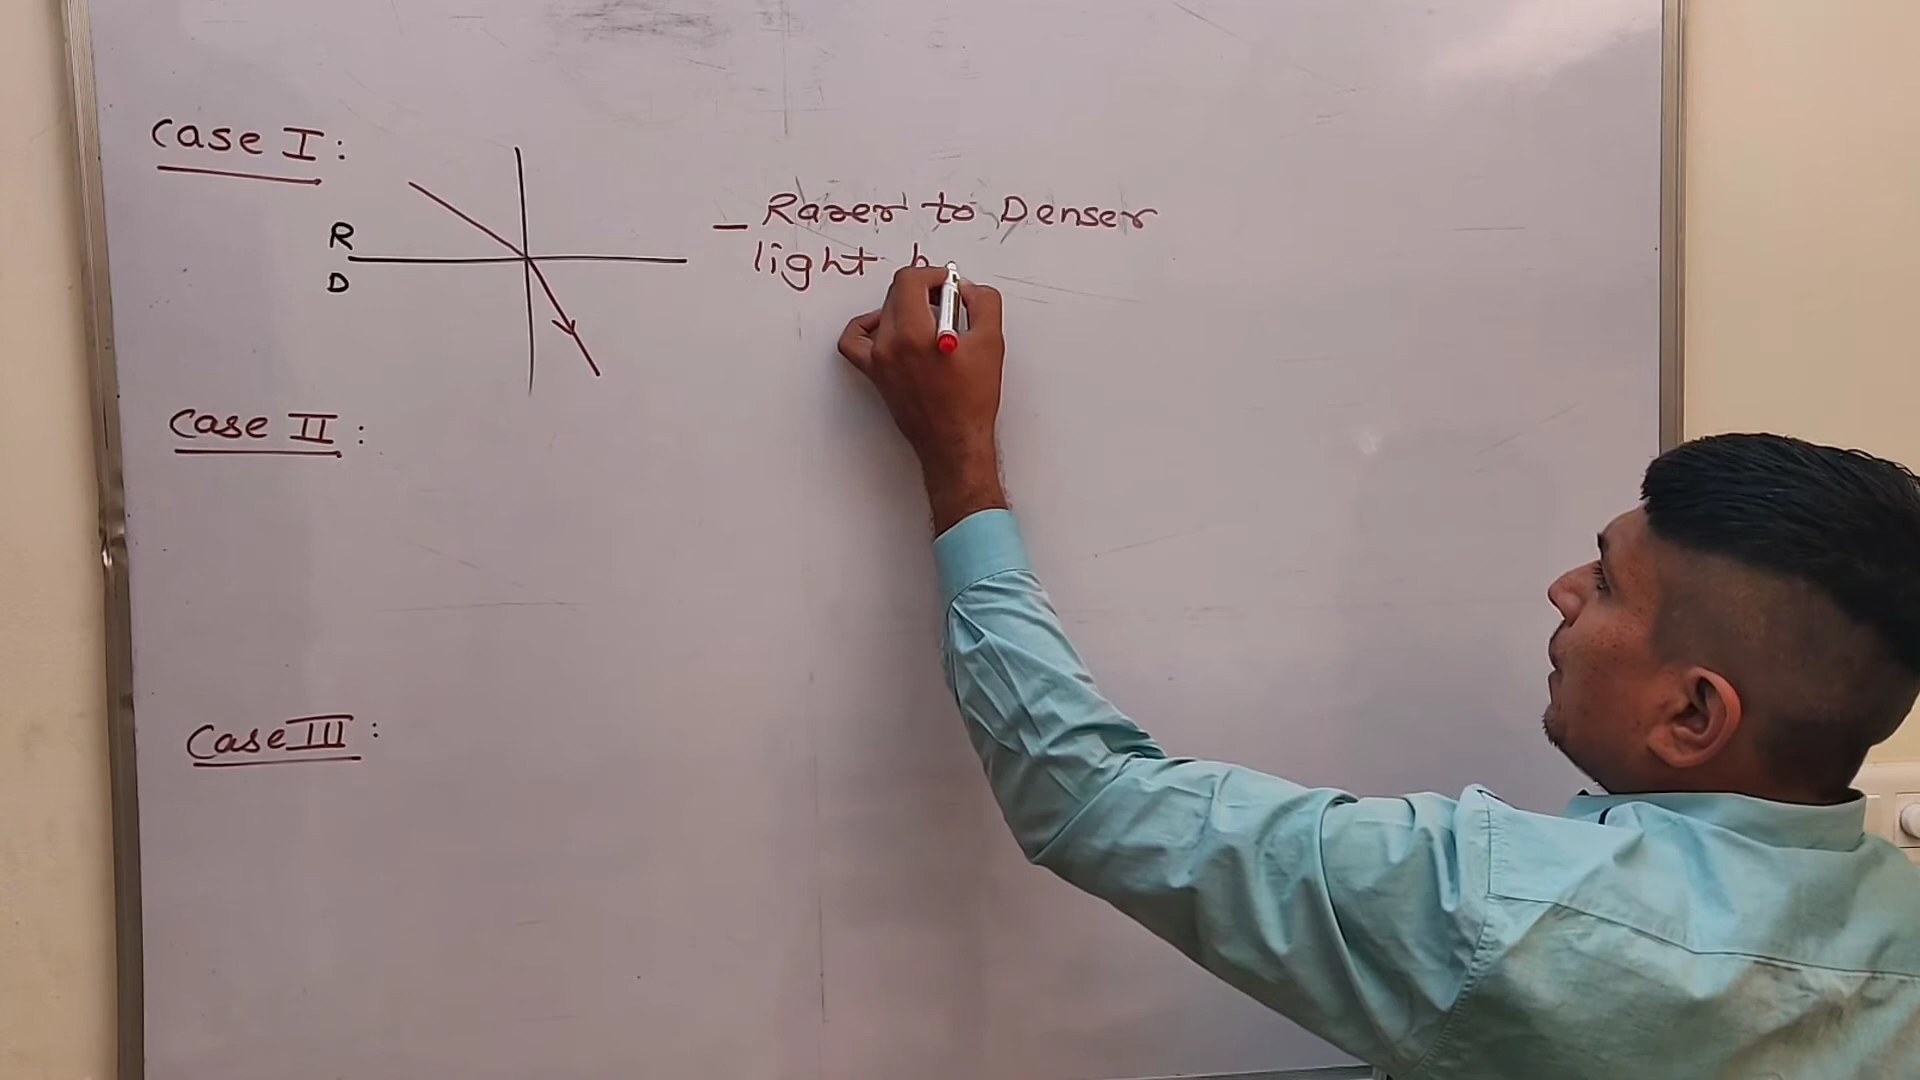 Case I:
R
D
- Rarer to Denser
light b
Case II :
Case III :